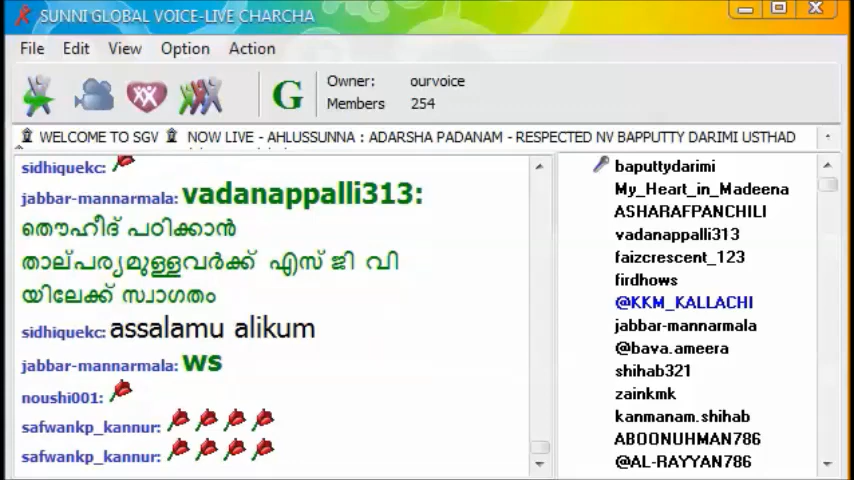 SUNNI GLOBAL VOICE-LIVE CHARCHA
File Edit View Option Action
Owner: ourvoice
Members 254
G
WELCOME TO SGV NOW LIVE - AHLUSSUNNA : ADARSHA PADANAM - RESPECTED NV BAPPUTTY DARIMI USTHAD
sidhiquekc:
jabbar-mannarmala: vadanappalli313:
തൌഹീദ് പഠിക്കാൻ
താല്പര്യമുള്ളവർക്ക് എസ് ജി വി
യിലേക്ക് സ്വാഗതം
sidhiquekc: assalamu alikum
jabbar-mannarmala: ws
noushi001:
safwankp_kannur:
safwankp_kannur:
baputtydarimi
My_Heart_in_Madeena
ASHARAFPANCHILI
vadanappalli313
faizcrescent_123
firdhows
@KKM_KALLACHI
jabbar-mannarmala
@bava.ameera
shihab321
zainkmk
kanmanam.shihab
ABOONUHMAN786
@AL-RAYYAN786